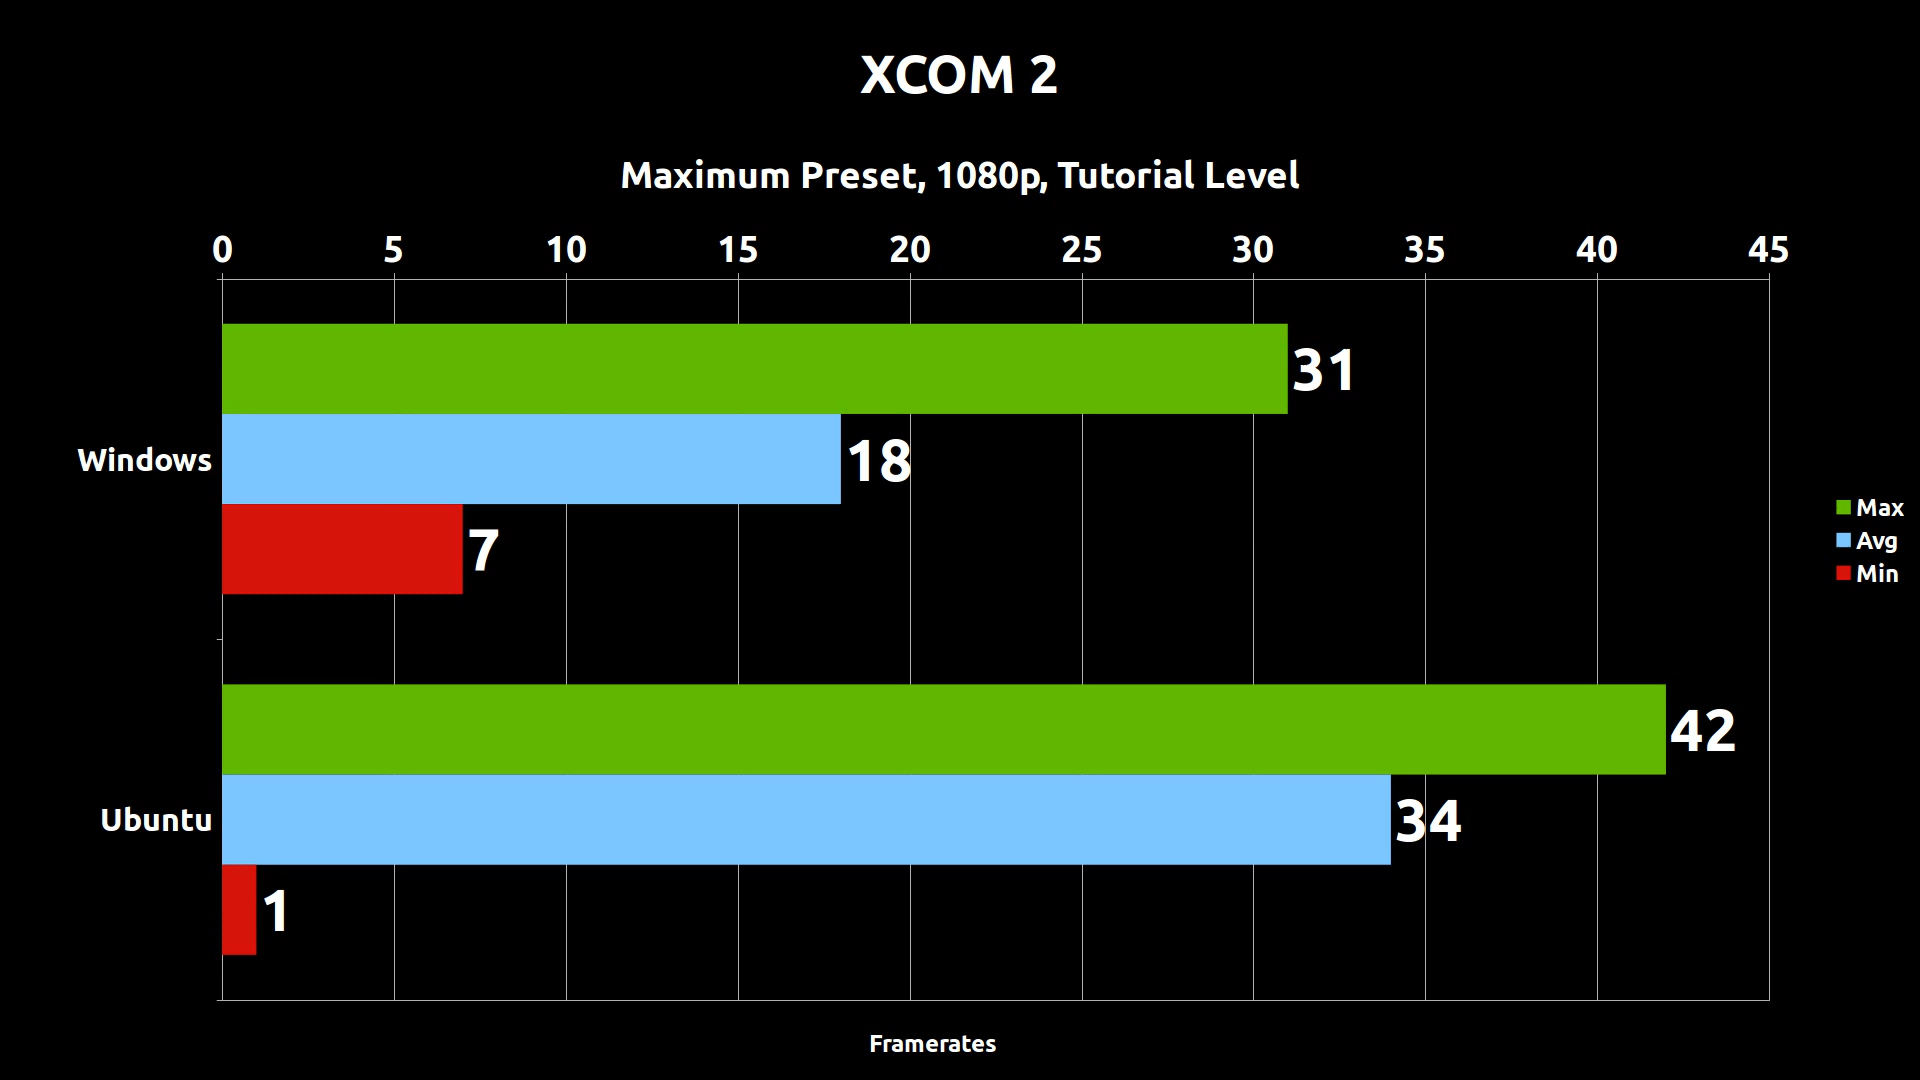 XCOM 2
Maximum Preset, 1080p, Tutorial Level
0 5 10 15 20 25 30 35 40 45
31
Windows 18
7
Max
Avg
Min
42
Ubuntu 34
1
Framerates